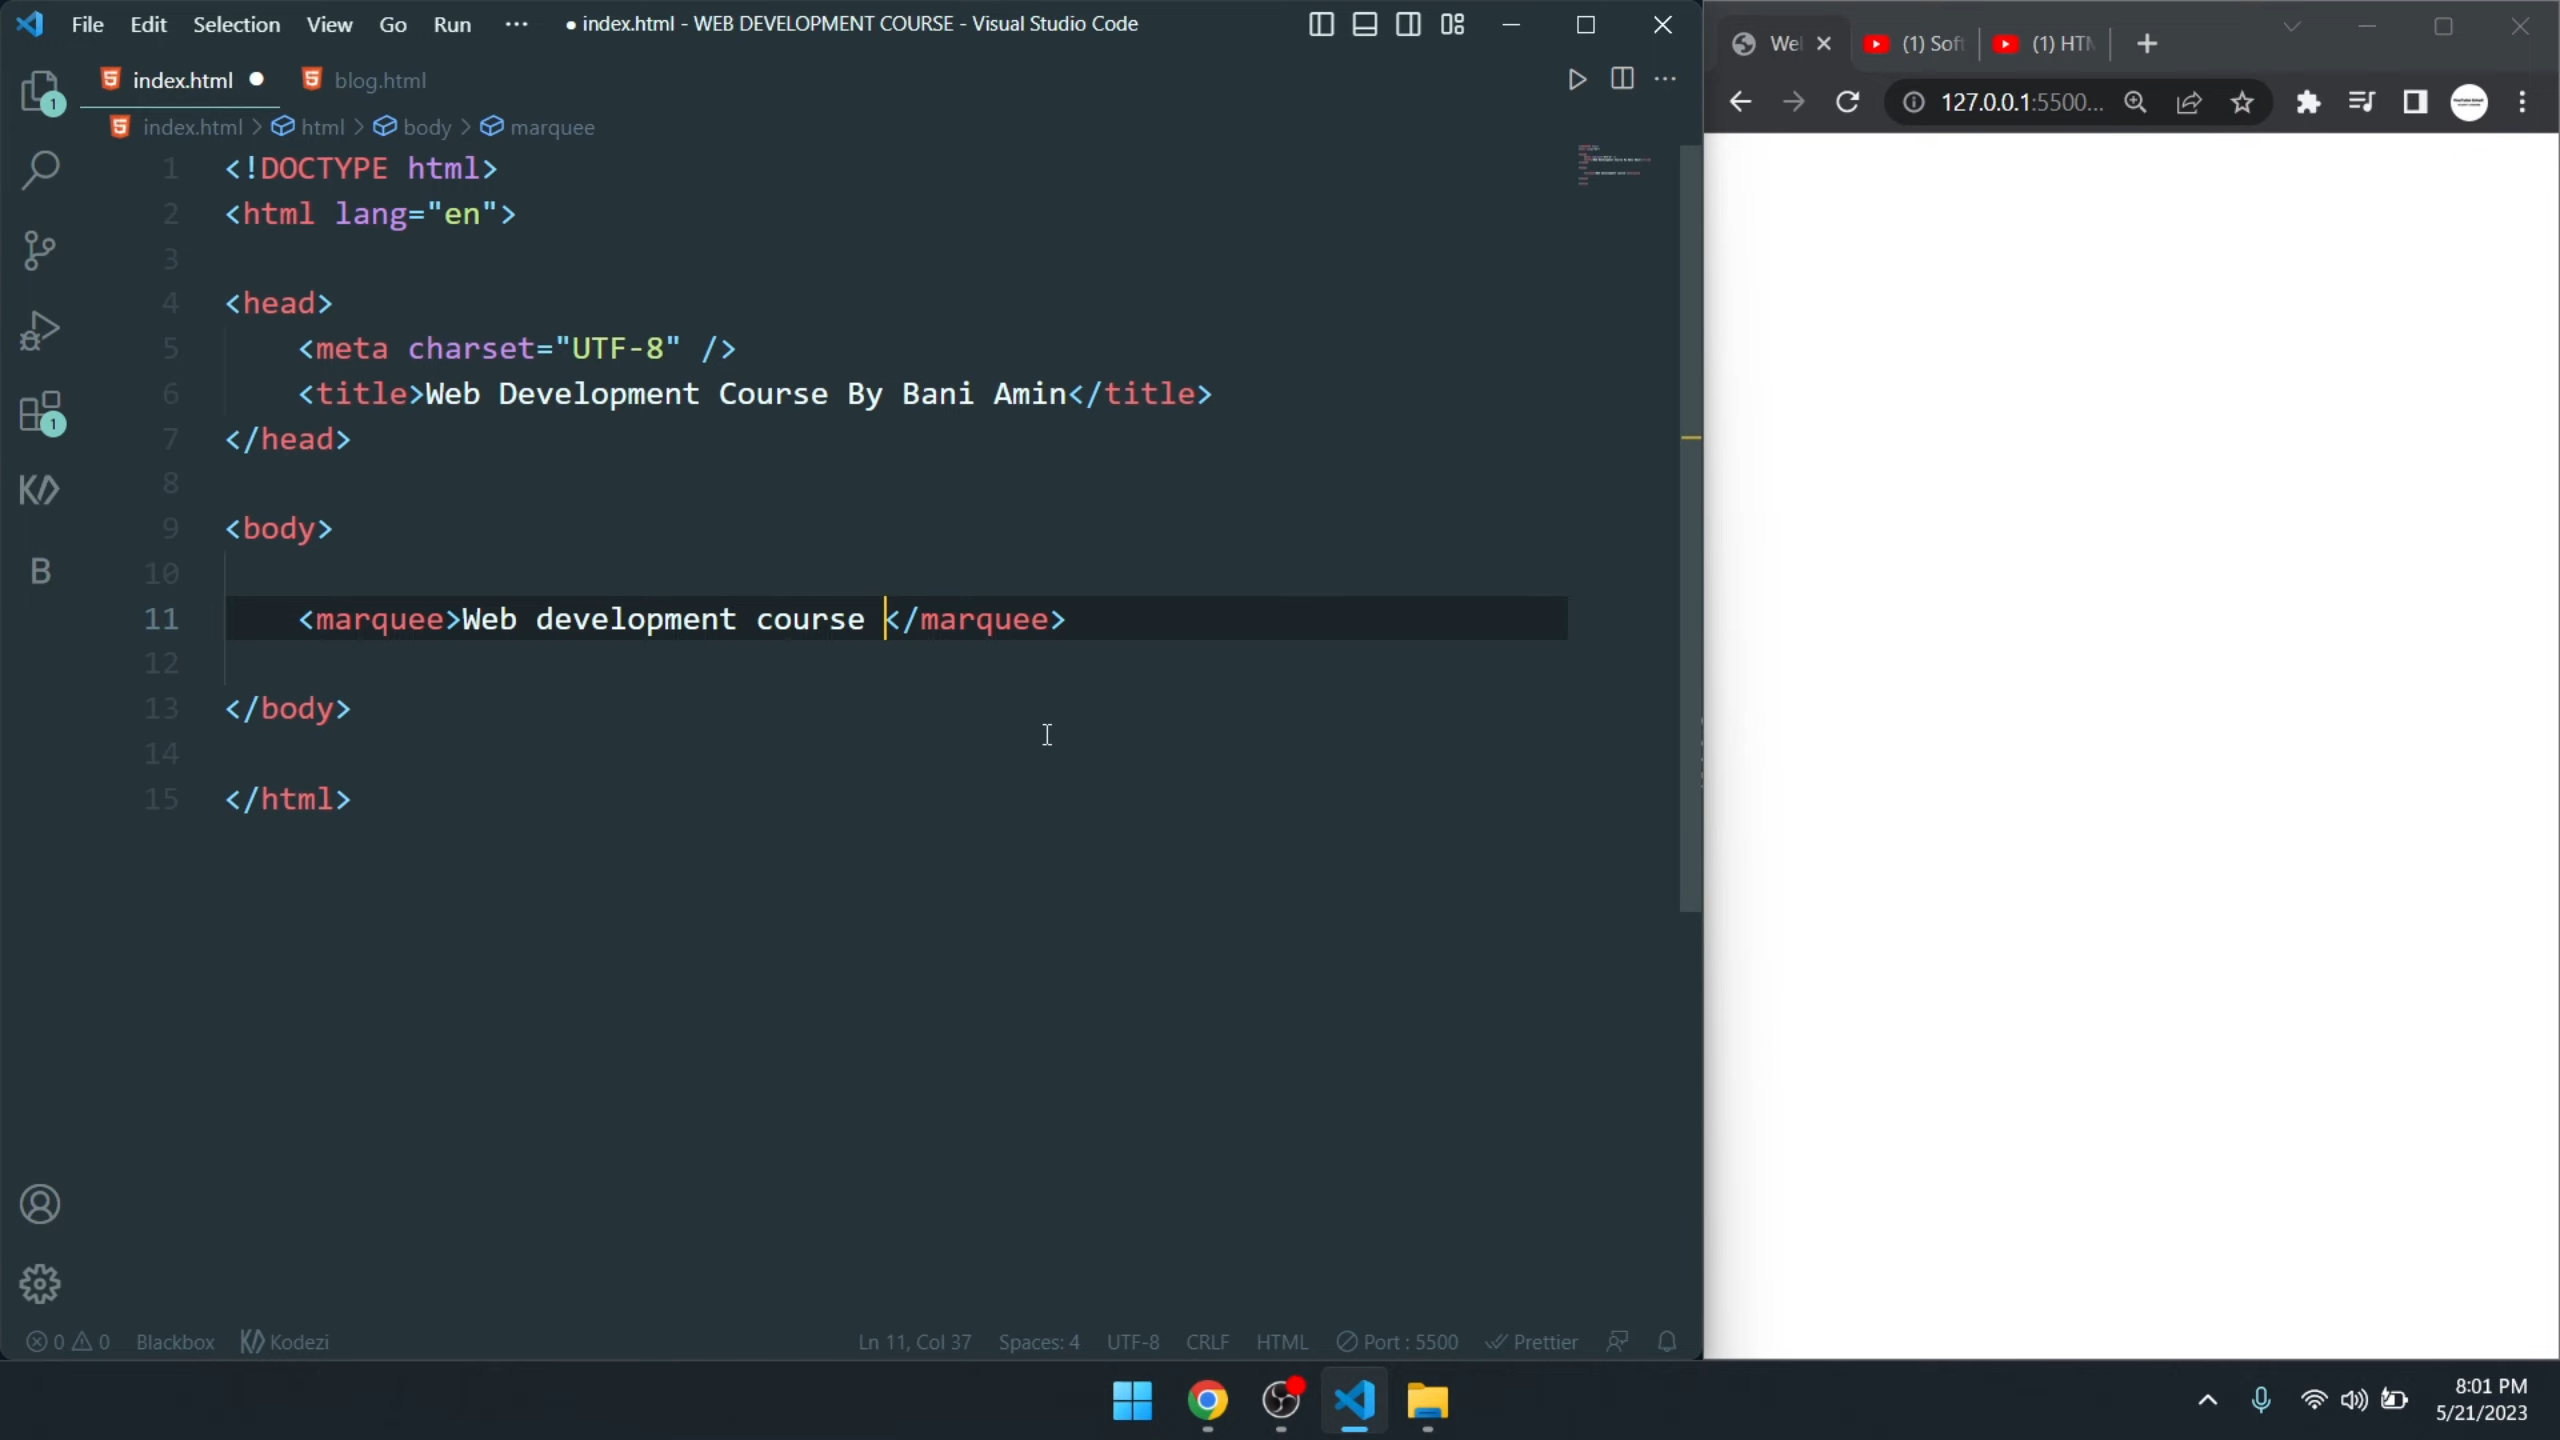 File Edit Selection View Go Run ··· ● index.html - WEB DEVELOPMENT COURSE - Visual Studio Code
index.html ● blog.html
index.html > html > body > marquee
1 <!DOCTYPE html>
2 <html lang="en">
3
4 <head>
5 <meta charset="UTF-8" />
6 <title>Web Development Course By Bani Amin</title>
7 </head>
8
9 <body>
10
11 <marquee>Web development course </marquee>
12
13 </body>
14
15 </html>
1
1
B
0 0 Blackbox Kodezi Ln 11, Col 37 Spaces: 4 UTF-8 CRLF HTML Port : 5500 Prettier
We (1) Soft (1) HTM
127.0.0.1:5500...
8:01 PM
5/21/2023